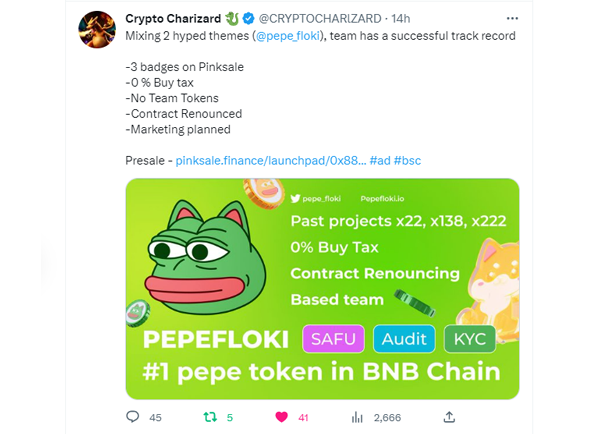 Crypto Charizard @CRYPTOCHARIZARD · 14h
Mixing 2 hyped themes (@pepe_floki), team has a successful track record
-3 badges on Pinksale
-0 % Buy tax
-No Team Tokens
-Contract Renounced
-Marketing planned
Presale - pinksale.finance/launchpad/0x88... #ad #bsc
pepe_floki Pepefloki.io
Past projects x22, x138, x222
0% Buy Tax
Contract Renouncing
Based team
PEPEFLOKI SAFU Audit KYC
#1 pepe token in BNB Chain
45 5 41 2,666